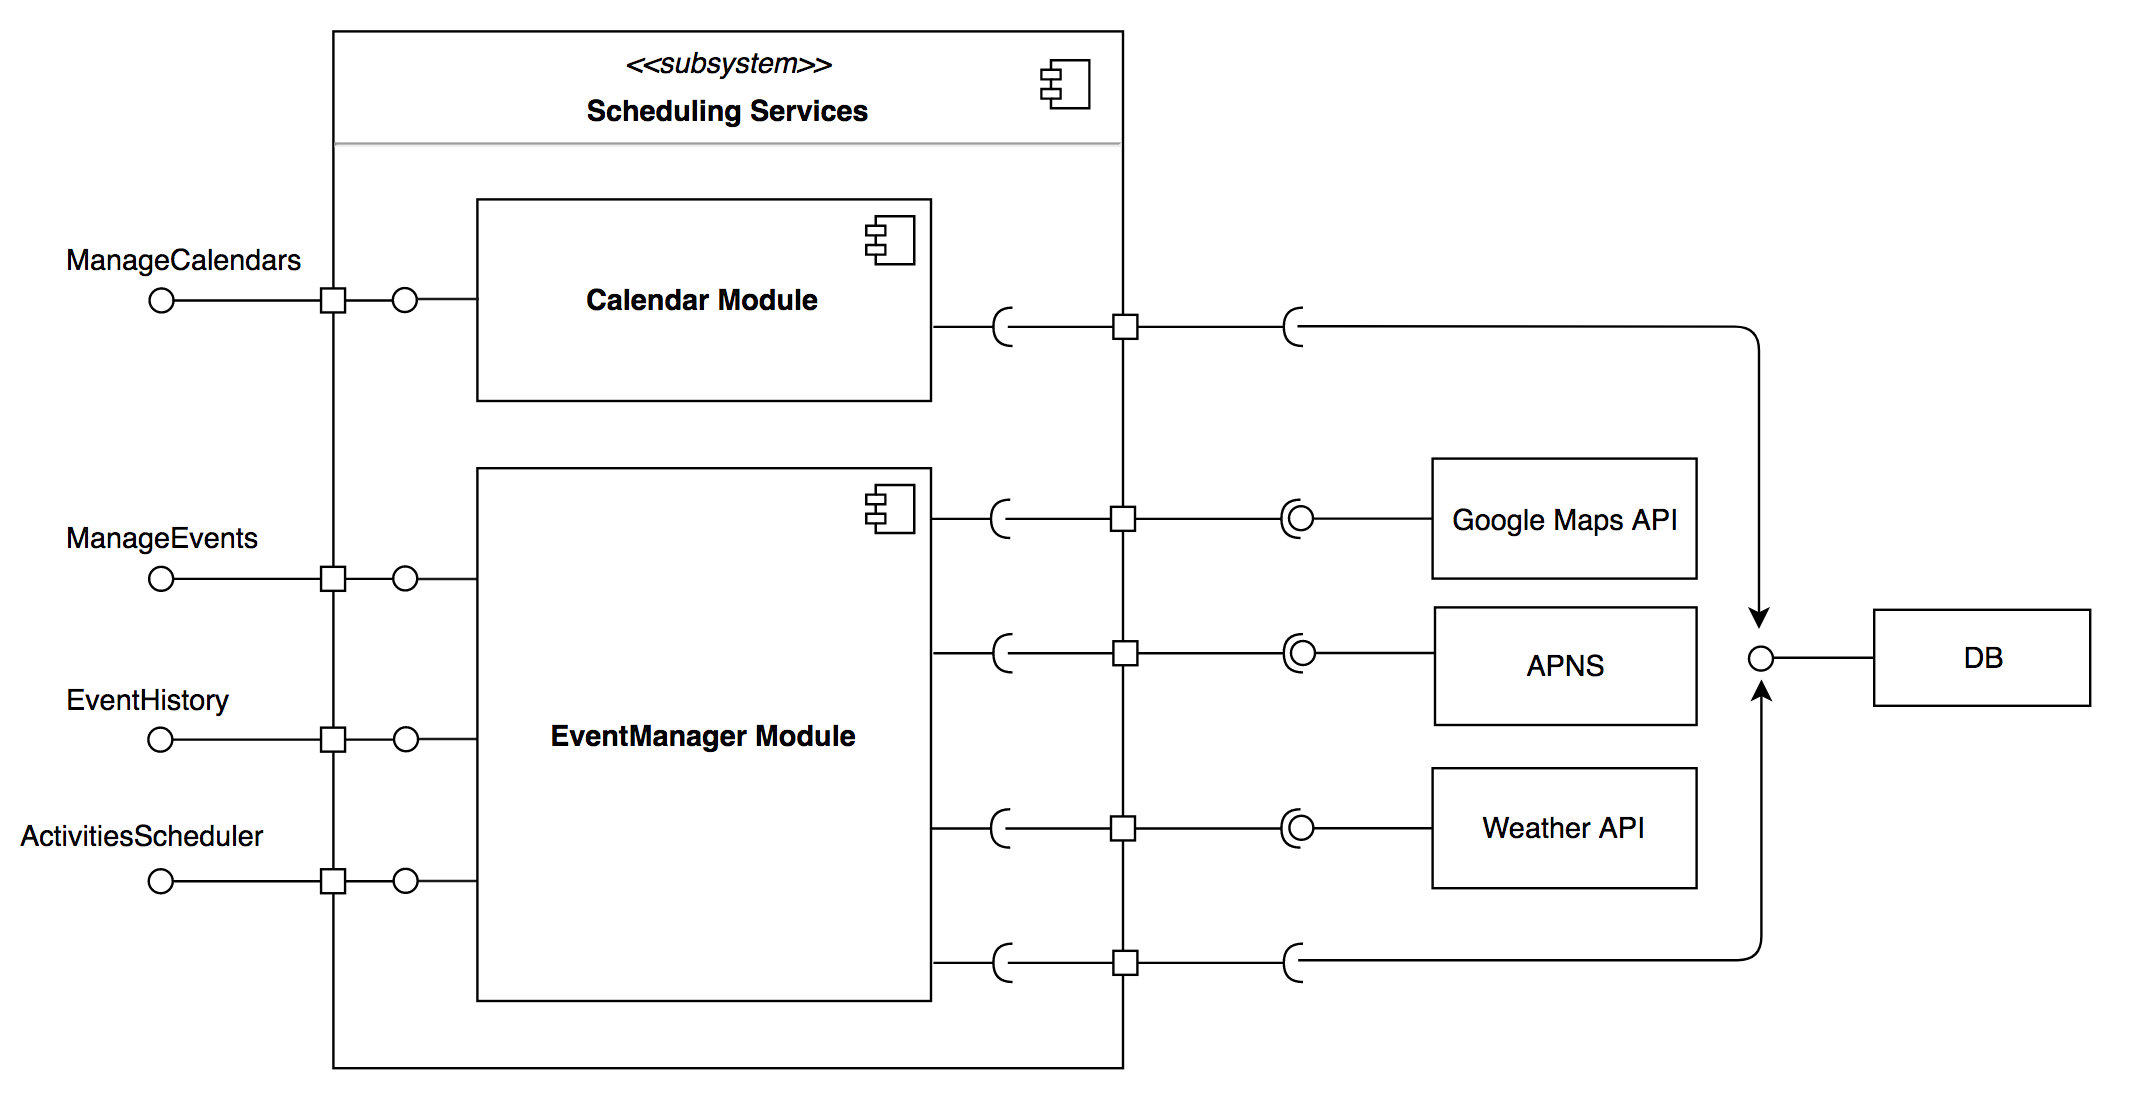 <<subsystem>>
Scheduling Services
ManageCalendars
Calendar Module
ManageEvents
Google Maps API
APNS
DB
EventHistory
EventManager Module
ActivitiesScheduler
Weather API